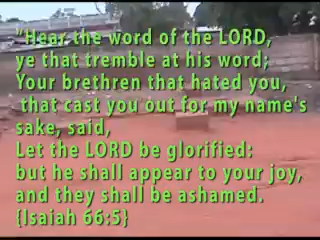 "Hear the word of the LORD,
ye that tremble at his word;
Your brethren that hated you,
that cast you out for my name's
sake, said,
Let the LORD be glorified:
but he shall appear to your joy,
and they shall be ashamed.
{Isaiah 66:5}